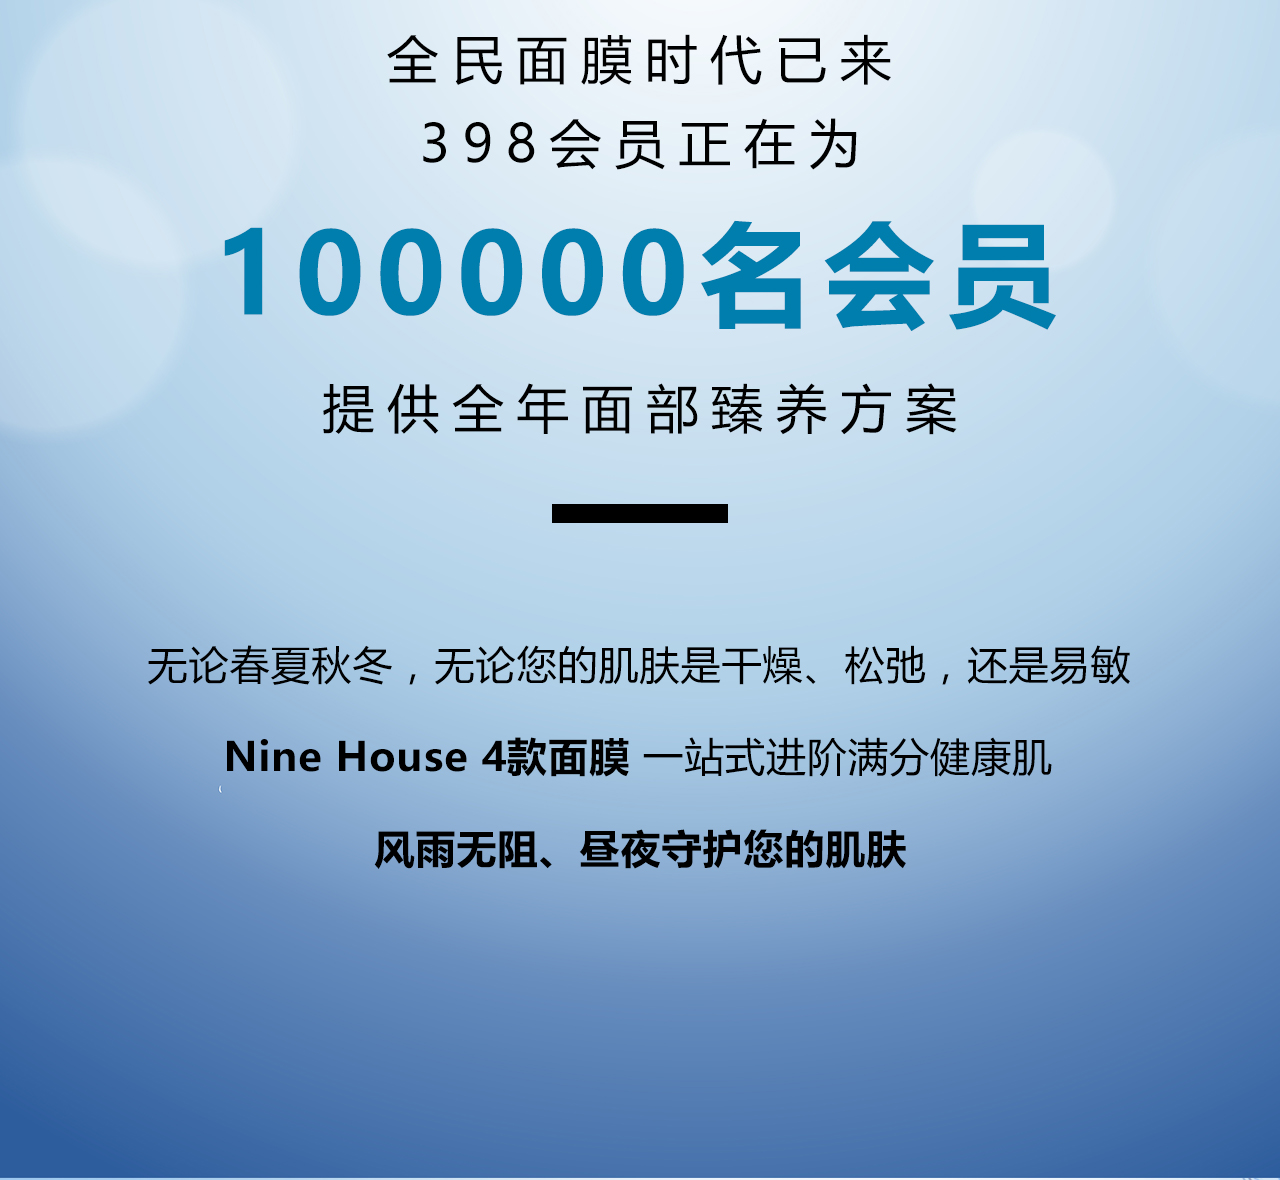 全民面膜时代已来
398会员正在为
100000名会员
提供全年面部臻养方案
无论春夏秋冬，无论您的肌肤是干燥、松弛，还是易敏
Nine House 4款面膜 一站式进阶满分健康肌
风雨无阻、昼夜守护您的肌肤